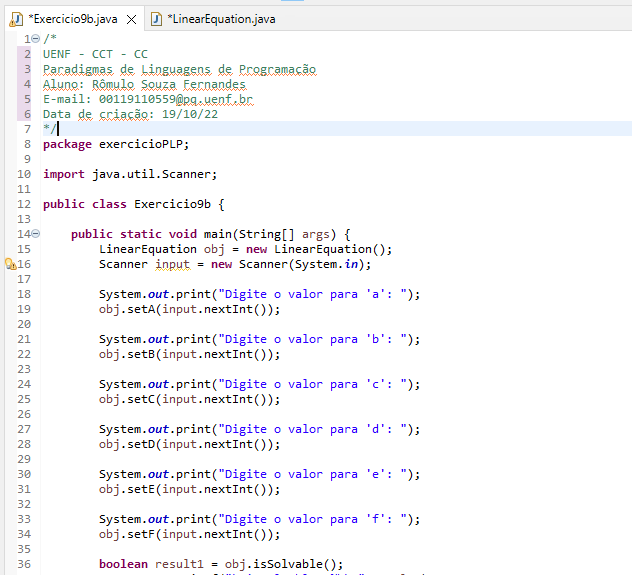 *Exercicio9b.java
*LinearEquation.java
1 /*
2 UENF - CCT - CC
3 Paradigmas de Linguagens de Programação
4 Aluno: Rômulo Souza Fernandes
5 E-mail: 00119110559@pq.uenf.br
6 Data de criação: 19/10/22
7 */
8 package exercicioPLP;
9
10 import java.util.Scanner;
11
12 public class Exercicio9b {
13
14 public static void main(String[] args) {
15 LinearEquation obj = new LinearEquation();
16 Scanner input = new Scanner(System.in);
17
18 System.out.print("Digite o valor para 'a': ");
19 obj.setA(input.nextInt());
20
21 System.out.print("Digite o valor para 'b': ");
22 obj.setB(input.nextInt());
23
24 System.out.print("Digite o valor para 'c': ");
25 obj.setC(input.nextInt());
26
27 System.out.print("Digite o valor para 'd': ");
28 obj.setD(input.nextInt());
29
30 System.out.print("Digite o valor para 'e': ");
31 obj.setE(input.nextInt());
32
33 System.out.print("Digite o valor para 'f': ");
34 obj.setF(input.nextInt());
35
36 boolean result1 = obj.isSolvable();